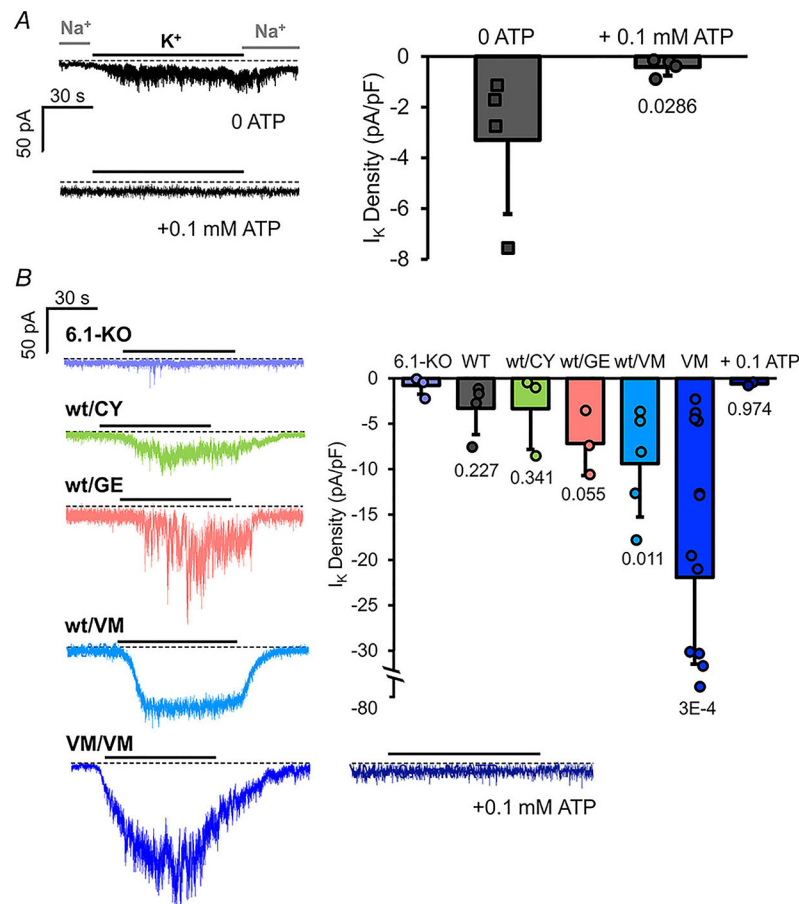 A
Na+
K+
Na+
30 s
50 pA
0 ATP
+0.1 mM ATP
0 ATP
+ 0.1 mM ATP
0
-2
-4
-6
-8
IK Density (pA/pF)
0.0286
B
30 s
50 pA
6.1-KO
wt/CY
wt/GE
wt/VM
VM/VM
6.1-KO
WT
wt/CY
wt/GE
wt/VM
VM
+ 0.1 ATP
0
-5
-10
-15
-20
-25
-30
-80
IK Density (pA/pF)
0.227
0.341
0.055
0.011
3E-4
0.974
+0.1 mM ATP